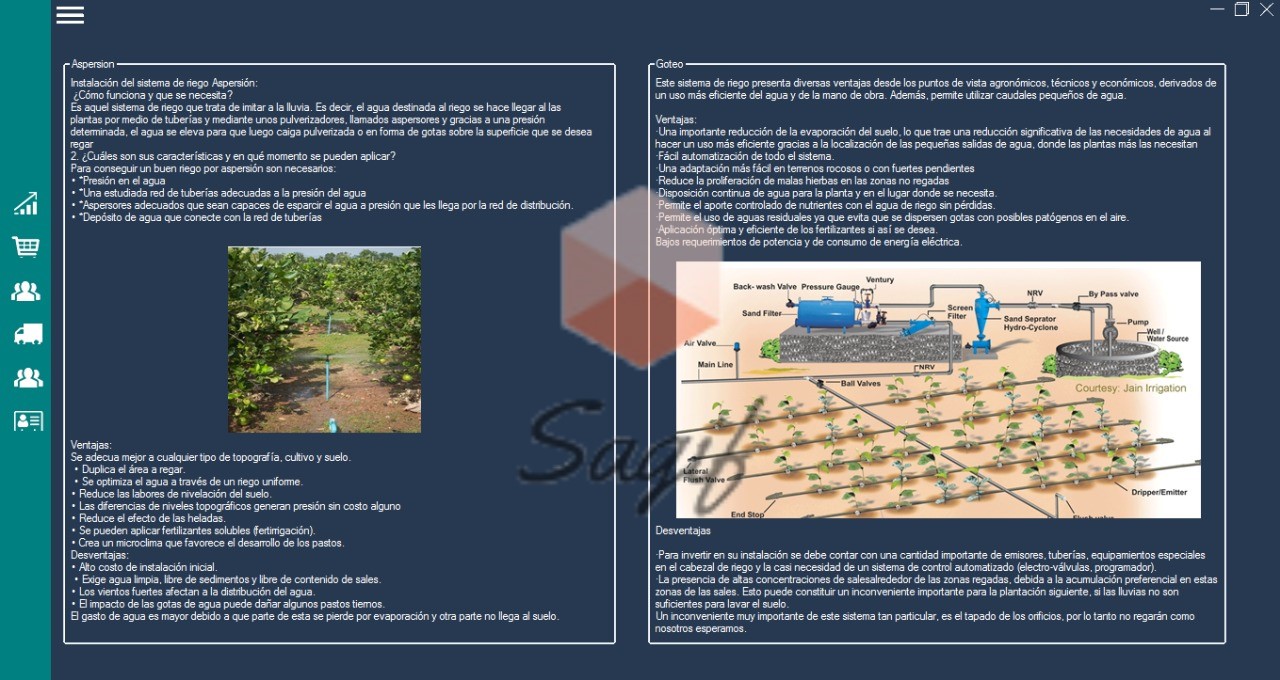 Aspersion
Instalación del sistema de riego Aspersión:
¿Cómo funciona y que se necesita?
Es aquel sistema de riego que trata de imitar a la lluvia. Es decir, el agua destinada al riego se hace llegar al las
plantas por medio de tuberías y mediante unos pulverizadores, llamados aspersores y gracias a una presión
determinada, el agua se eleva para que luego caiga pulverizada o en forma de gotas sobre la superficie que se desea
regar
2. ¿Cuáles son sus características y en qué momento se pueden aplicar?
Para conseguir un buen riego por aspersión son necesarios:
• *Presión en el agua
• *Una estudiada red de tuberías adecuadas a la presión del agua
• *Aspersores adecuados que sean capaces de esparcir el agua a presión que les llega por la red de distribución.
• *Depósito de agua que conecte con la red de tuberías
Ventajas:
Se adecua mejor a cualquier tipo de topografía, cultivo y suelo.
• Duplica el área a regar.
• Se optimiza el agua a través de un riego uniforme.
• Reduce las labores de nivelación del suelo.
• Las diferencias de niveles topográficos generan presión sin costo alguno
• Reduce el efecto de las heladas.
• Se pueden aplicar fertilizantes solubles (fertirrigación).
• Crea un microclima que favorece el desarrollo de los pastos.
Desventajas:
• Alto costo de instalación inicial.
• Exige agua limpia, libre de sedimentos y libre de contenido de sales.
• Los vientos fuertes afectan a la distribución del agua.
• El impacto de las gotas de agua puede dañar algunos pastos tiernos.
El gasto de agua es mayor debido a que parte de esta se pierde por evaporación y otra parte no llega al suelo.
Goteo
Este sistema de riego presenta diversas ventajas desde los puntos de vista agronómicos, técnicos y económicos, derivados de
un uso más eficiente del agua y de la mano de obra. Además, permite utilizar caudales pequeños de agua.
Ventajas:
·Una importante reducción de la evaporación del suelo, lo que trae una reducción significativa de las necesidades de agua al
hacer un uso más eficiente gracias a la localización de las pequeñas salidas de agua, donde las plantas más las necesitan
·Fácil automatización de todo el sistema.
·Una adaptación más fácil en terrenos rocosos o con fuertes pendientes
·Reduce la proliferación de malas hierbas en las zonas no regadas
·Disposición continua de agua para la planta y en el lugar donde se necesita.
·Permite el aporte controlado de nutrientes con el agua de riego sin pérdidas.
·Permite el uso de aguas residuales ya que evita que se dispersen gotas con posibles patógenos en el aire.
·Aplicación óptima y eficiente de los fertilizantes si así se desea.
Bajos requerimientos de potencia y de consumo de energía eléctrica.
Back- wash Valve
Pressure Gauge
Ventury
Sand Filter
Screen
Filter
Sand Seprator
Hydro-Cyclone
NRV
By Pass valve
Pump
Well /
Water Source
Air Valve
Main Line
NRV
Ball Valves
Courtesy: Jain Irrigation
Lateral
Flush Valve
Dripper/Emitter
End Stop
Flush valve
Sagf
Desventajas
·Para invertir en su instalación se debe contar con una cantidad importante de emisores, tuberías, equipamientos especiales
en el cabezal de riego y la casi necesidad de un sistema de control automatizado (electro-válvulas, programador).
·La presencia de altas concentraciones de salesalrededor de las zonas regadas, debida a la acumulación preferencial en estas
zonas de las sales. Esto puede constituir un inconveniente importante para la plantación siguiente, si las lluvias no son
suficientes para lavar el suelo.
Un inconveniente muy importante de este sistema tan particular, es el tapado de los orificios, por lo tanto no regarán como
nosotros esperamos.